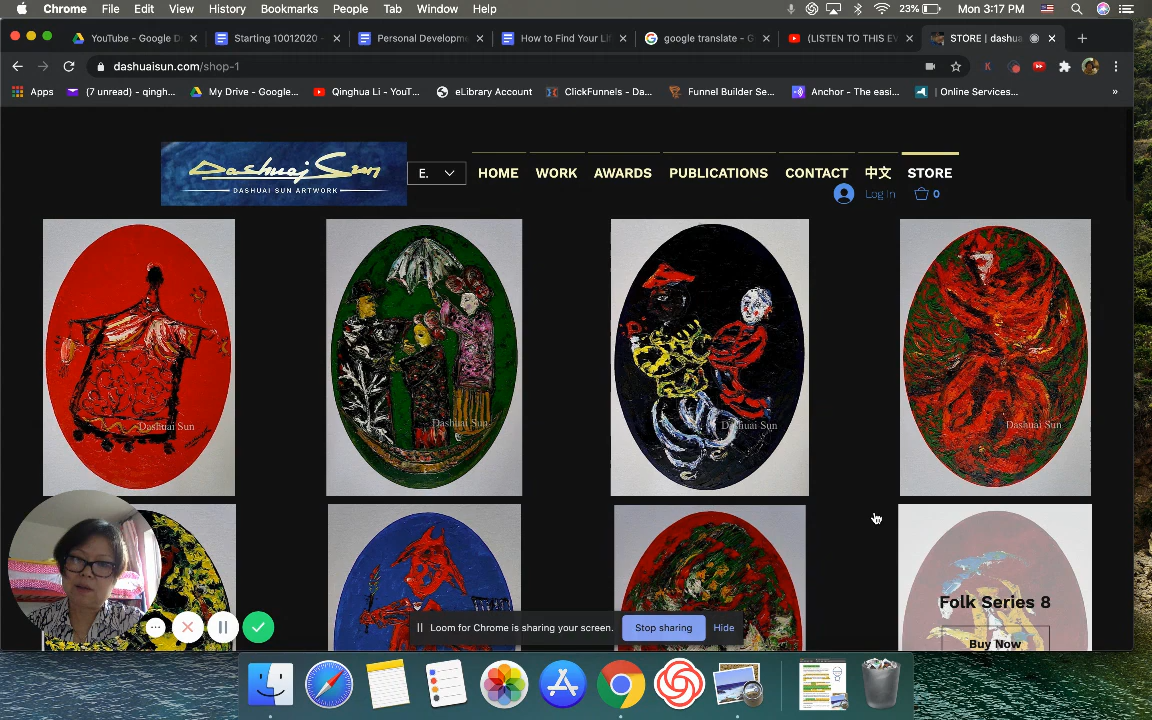 Chrome File Edit View History Bookmarks People Tab Window Help 23% Mon 3:17 PM
YouTube - Google D
Starting 10012020 -
Personal Developm
How to Find Your Li
google translate - G
(LISTEN TO THIS EV
STORE | dashua
dashuaisun.com/shop-1
Apps
(7 unread) - qingh...
My Drive - Google...
Qinghua Li - YouT...
eLibrary Account
ClickFunnels - Da...
Funnel Builder Se...
Anchor - The easi...
| Online Services...
»
Dashuai Sun
DASHUAI SUN ARTWORK
E.
HOME
WORK
AWARDS
PUBLICATIONS
CONTACT
中文
STORE
Log In
0
Dashuai Sun
Dashuai Sun
Dashuai Sun
Dashuai Sun
Folk Series 8
Buy Now
Loom for Chrome is sharing your screen.
Stop sharing
Hide